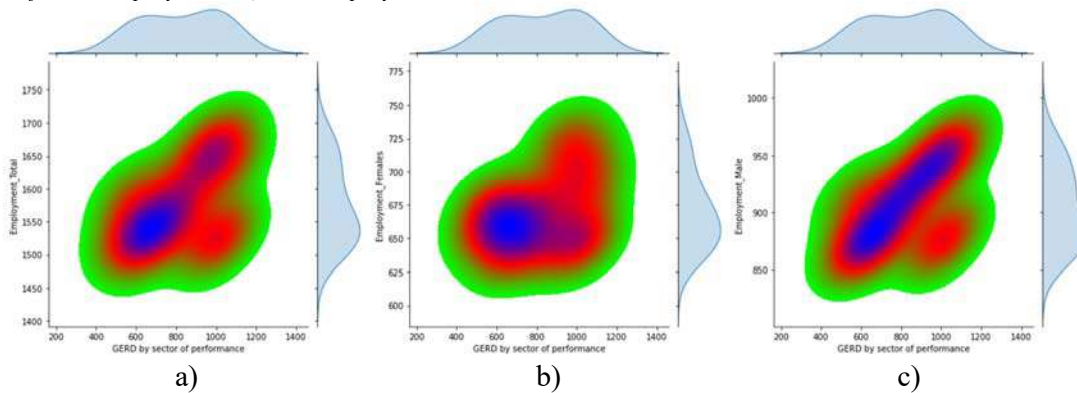 1750
1700
1650
1600
1550
1500
1450
1400
Employment_Total
200 400 600 800 1000 1200 1400
GERD by sector of performance
a)
775
750
725
700
675
650
625
600
Employment_Females
200 400 600 800 1000 1200 1400
GERD by sector of performance
b)
1000
950
900
850
Employment_Male
200 400 600 800 1000 1200 1400
GERD by sector of performance
c)